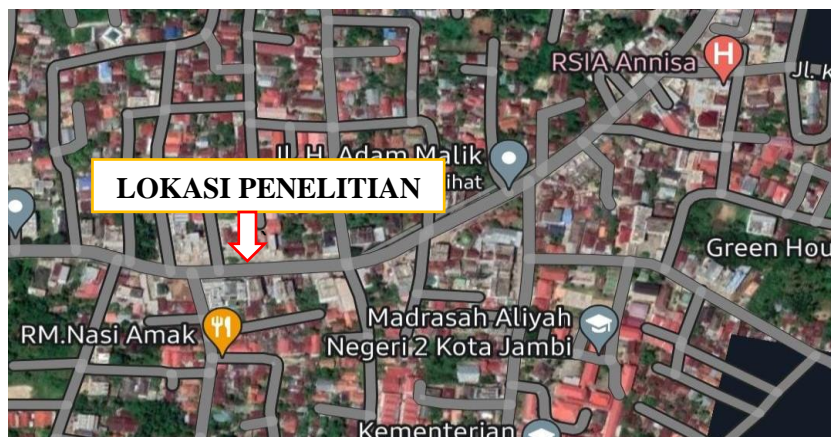 RSIA Annisa
H
Jl. K
Jl. H. Adam Malik
ihat
LOKASI PENELITIAN
Green Hou
RM.Nasi Amak
Madrasah Aliyah
Negeri 2 Kota Jambi
Kementerian